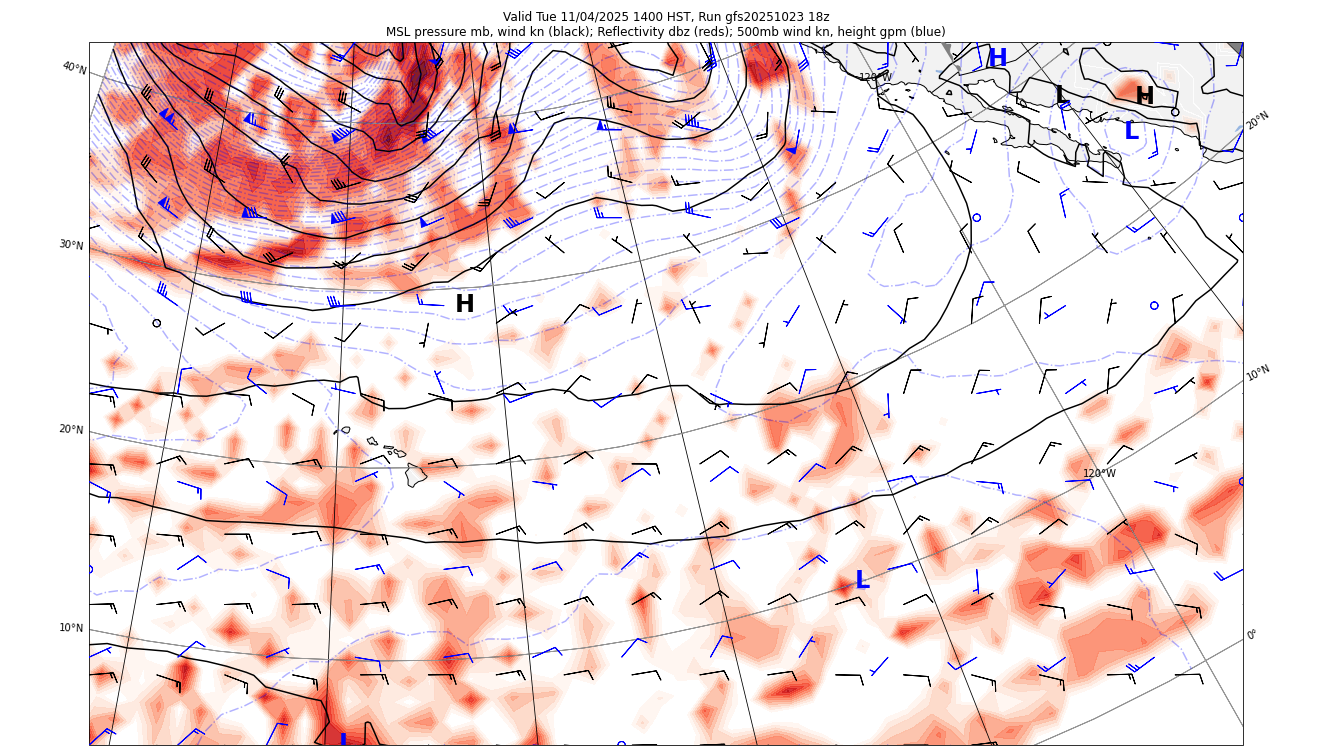 Valid Tue 11/04/2025 1400 HST, Run gfs20251023 18z
MSL pressure mb, wind kn (black); Reflectivity dbz (reds); 500mb wind kn, height gpm (blue)
H
40°N
120°W
L
H
20°N
L
30°N
H
10°N
20°N
120°W
L
10°N
0°
L